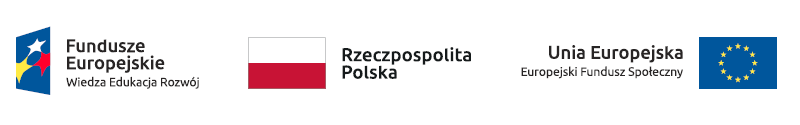 Fundusze
Europejskie
Wiedza Edukacja Rozwój
Rzeczpospolita
Polska
Unia Europejska
Europejski Fundusz Społeczny